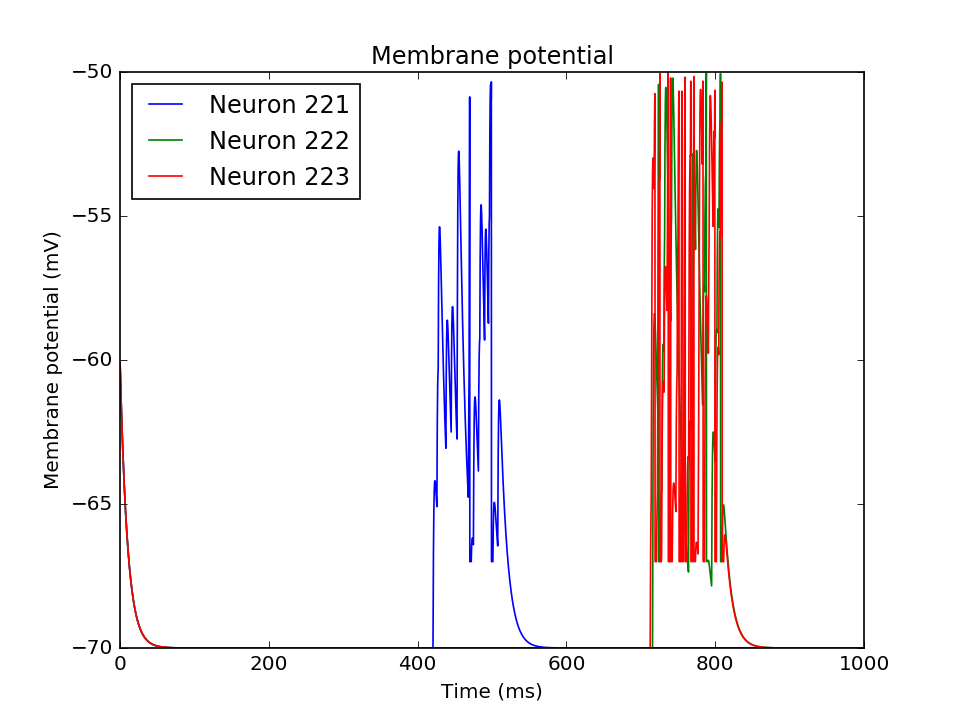 Membrane potential
−50
−55
−60
−65
−70
Membrane potential (mV)
Neuron 221
Neuron 222
Neuron 223
0 200 400 600 800 1000
Time (ms)